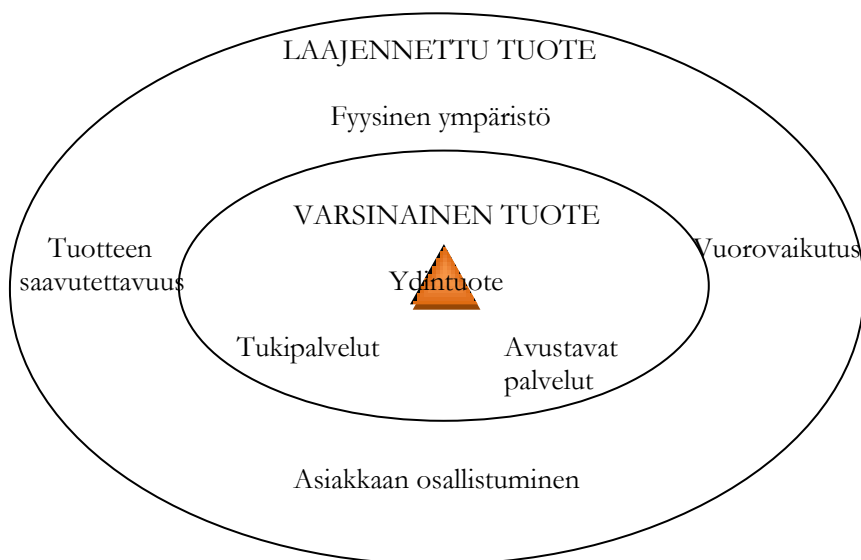 LAAJENNETTU TUOTE
Fyysinen ympäristö
VARSINAINEN TUOTE
Tuotteen
saavutettavuus
Vuorovaikutus
Ydintuote
Tukipalvelut
Avustavat
palvelut
Asiakkaan osallistuminen